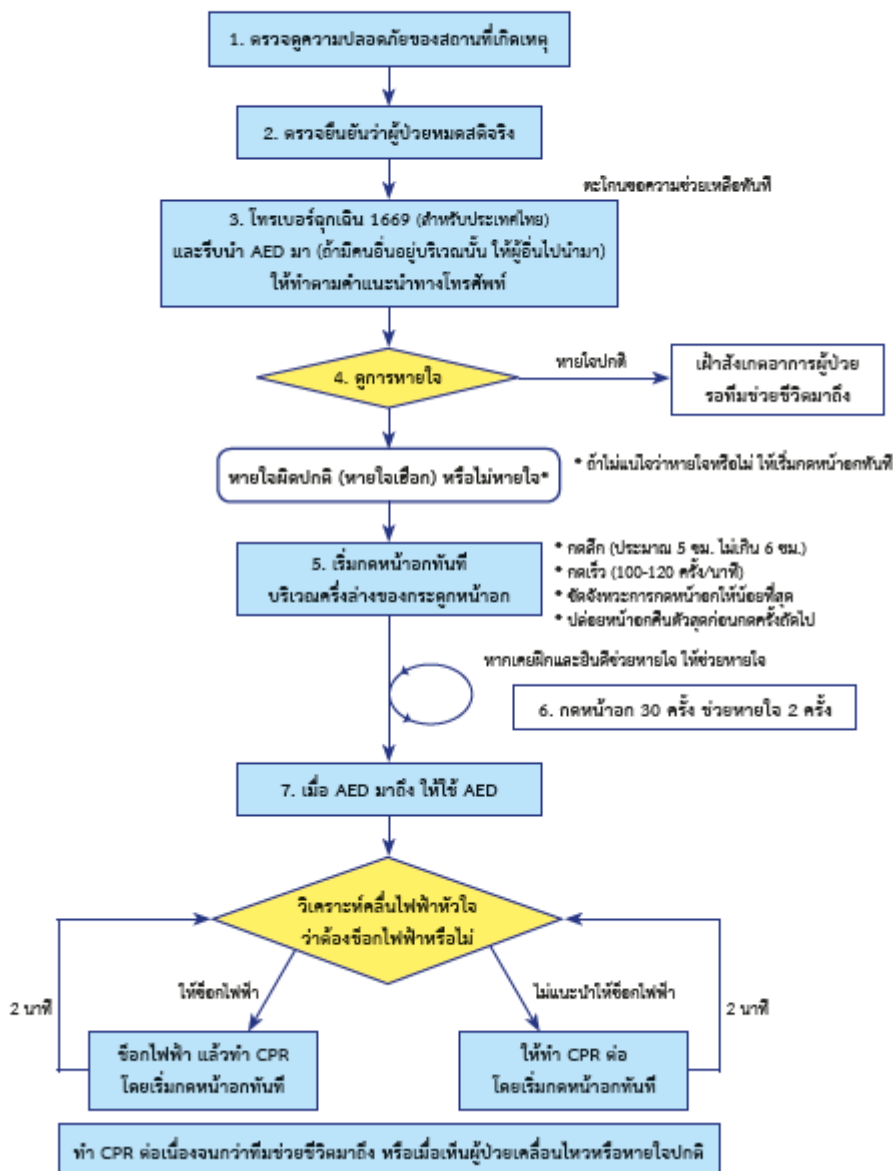 1. ตรวจดูความปลอดภัยของสถานที่เกิดเหตุ
2. ตรวจยืนยันว่าผู้ป่วยหมดสติจริง
ตะโกนขอความช่วยเหลือทันที
3. โทรเบอร์ฉุกเฉิน 1669 (สำหรับประเทศไทย)
และรีบนำ AED มา (ถ้ามีคนอื่นอยู่บริเวณนั้น ให้ผู้อื่นไปนำมา)
ให้ทำตามคำแนะนำทางโทรศัพท์
4. ดูการหายใจ
หายใจปกติ
เฝ้าสังเกตอาการผู้ป่วย
รอทีมช่วยชีวิตมาถึง
หายใจผิดปกติ (หายใจเฮือก) หรือไม่หายใจ*
* ถ้าไม่แน่ใจว่าหายใจหรือไม่ ให้เริ่มกดหน้าอกทันที
5. เริ่มกดหน้าอกทันที
บริเวณครึ่งล่างของกระดูกหน้าอก
* กดลึก (ประมาณ 5 ซม. ไม่เกิน 6 ซม.)
* กดเร็ว (100-120 ครั้ง/นาที)
* ขัดจังหวะการกดหน้าอกให้น้อยที่สุด
* ปล่อยหน้าอกคืนตัวสุดก่อนกดครั้งถัดไป
หากเคยฝึกและยินดีช่วยหายใจ ให้ช่วยหายใจ
6. กดหน้าอก 30 ครั้ง ช่วยหายใจ 2 ครั้ง
7. เมื่อ AED มาถึง ให้ใช้ AED
วิเคราะห์คลื่นไฟฟ้าหัวใจ
ว่าต้องช็อกไฟฟ้าหรือไม่
2 นาที
ให้ช็อกไฟฟ้า
ไม่แนะนำให้ช็อกไฟฟ้า
2 นาที
ช็อกไฟฟ้า แล้วทำ CPR
โดยเริ่มกดหน้าอกทันที
ให้ทำ CPR ต่อ
โดยเริ่มกดหน้าอกทันที
ทำ CPR ต่อเนื่องจนกว่าทีมช่วยชีวิตมาถึง หรือเมื่อเห็นผู้ป่วยเคลื่อนไหวหรือหายใจปกติ